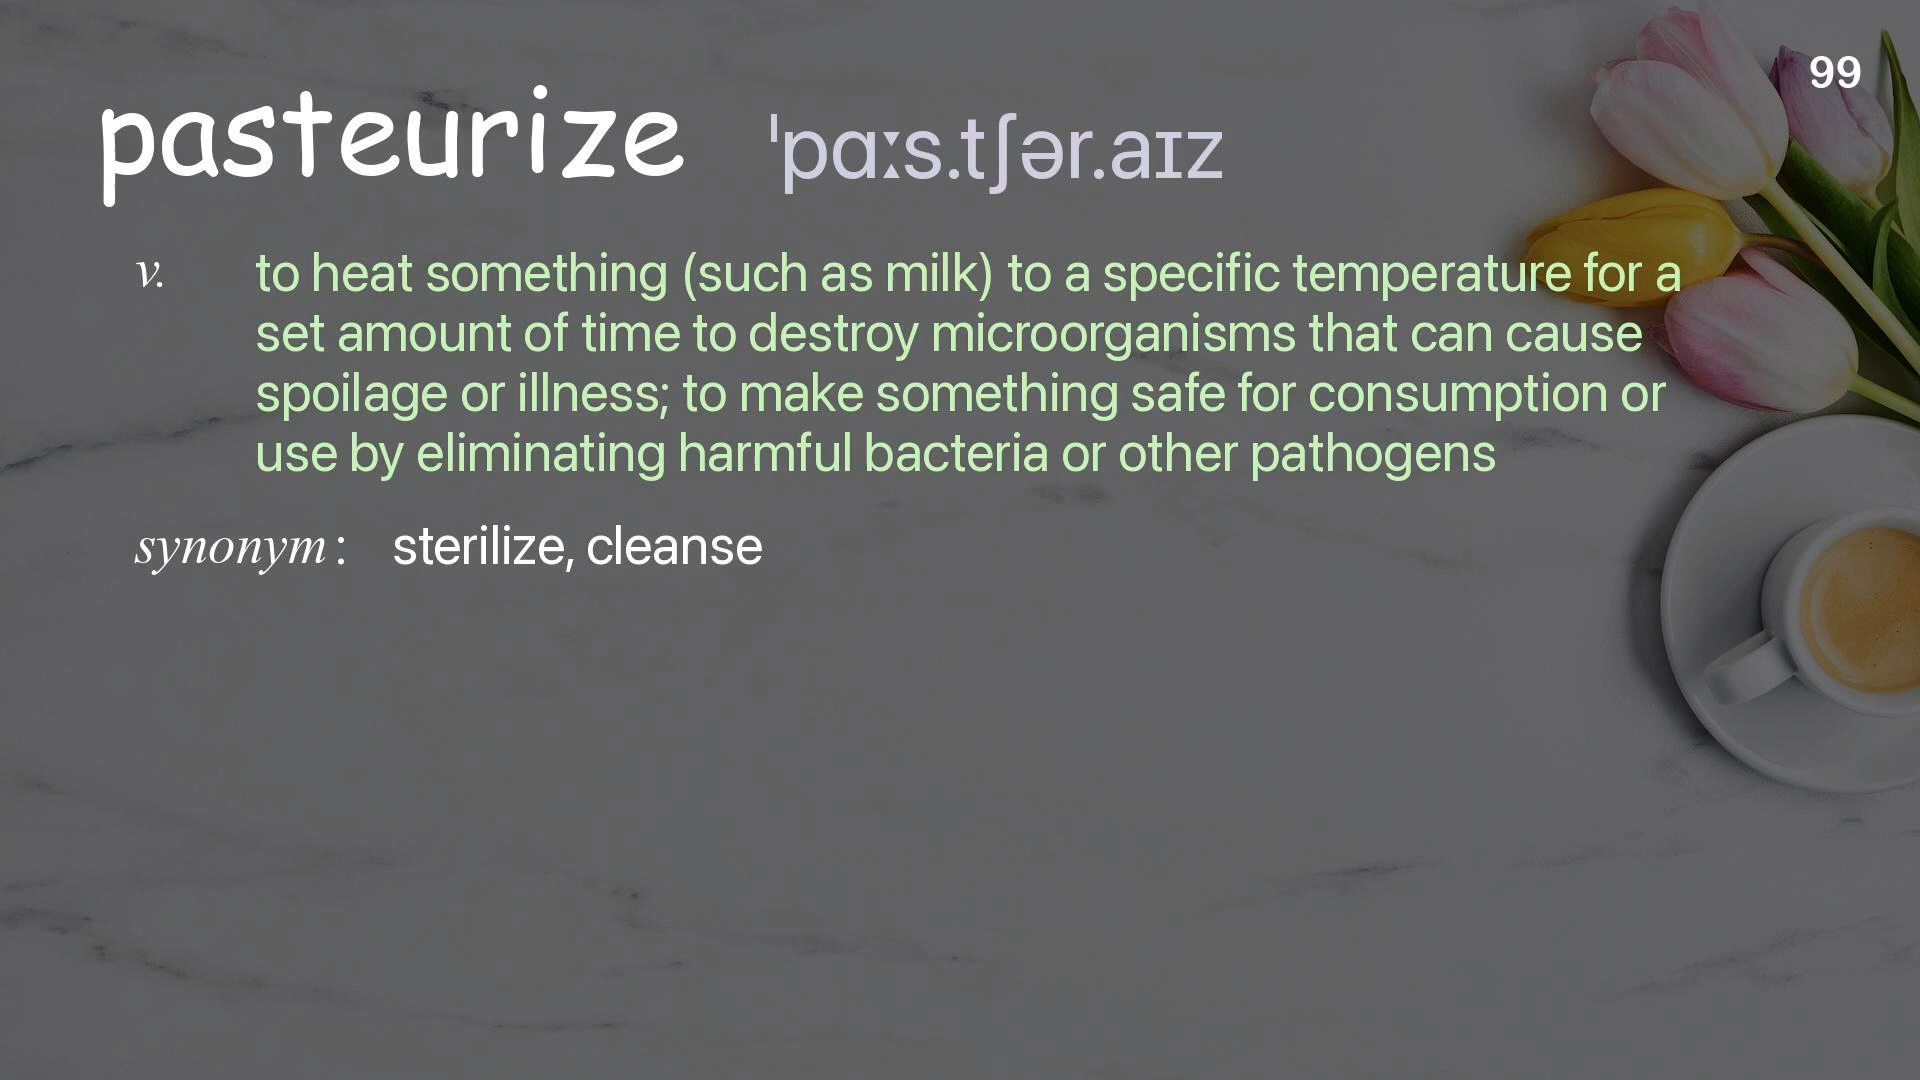 99
pasteurize ˈpɑːs.tʃər.aɪz
v. to heat something (such as milk) to a specific temperature for a
set amount of time to destroy microorganisms that can cause
spoilage or illness; to make something safe for consumption or
use by eliminating harmful bacteria or other pathogens
synonym : sterilize, cleanse